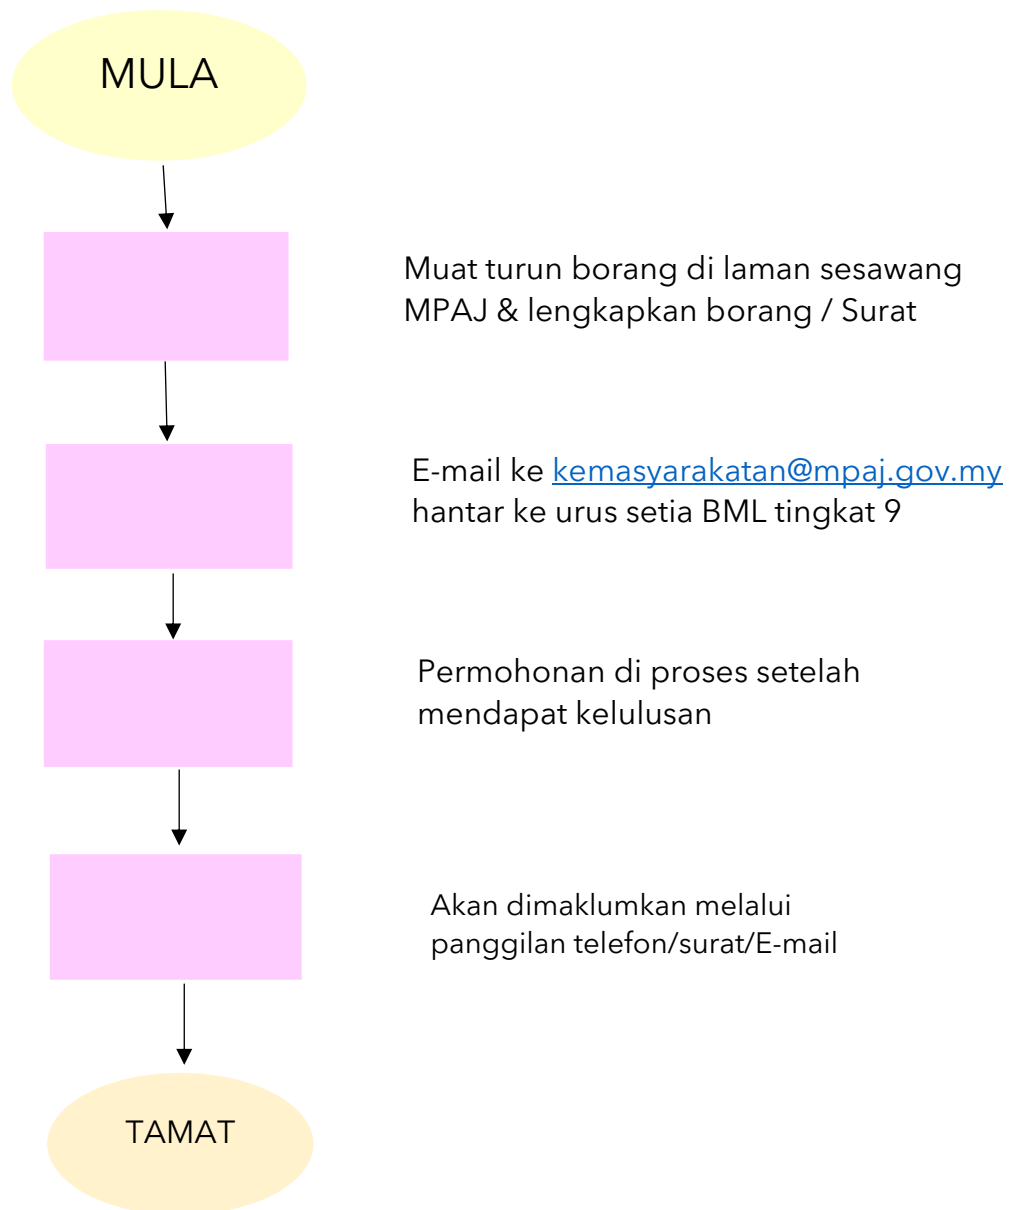 MULA
Muat turun borang di laman sesawang
MPAJ & lengkapkan borang / Surat
E-mail ke kemasyarakatan@mpaj.gov.my
hantar ke urus setia BML tingkat 9
Permohonan di proses setelah
mendapat kelulusan
Akan dimaklumkan melalui
panggilan telefon/surat/E-mail
TAMAT